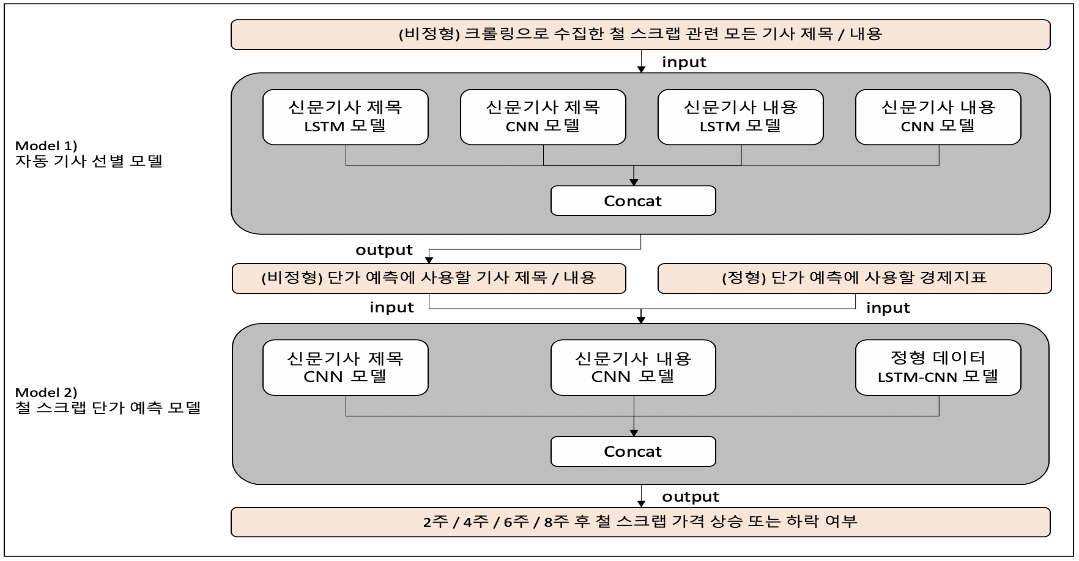 (비정형) 크롤링으로 수집한 철 스크랩 관련 모든 기사 제목 / 내용
input
Model 1)
자동 기사 선별 모델
신문기사 제목
LSTM 모델
신문기사 제목
CNN 모델
신문기사 내용
LSTM 모델
신문기사 내용
CNN 모델
Concat
output
(비정형) 단가 예측에 사용할 기사 제목 / 내용
(정형) 단가 예측에 사용할 경제지표
input
input
Model 2)
철 스크랩 단가 예측 모델
신문기사 제목
CNN 모델
신문기사 내용
CNN 모델
정형 데이터
LSTM-CNN 모델
Concat
output
2주 / 4주 / 6주 / 8주 후 철 스크랩 가격 상승 또는 하락 여부